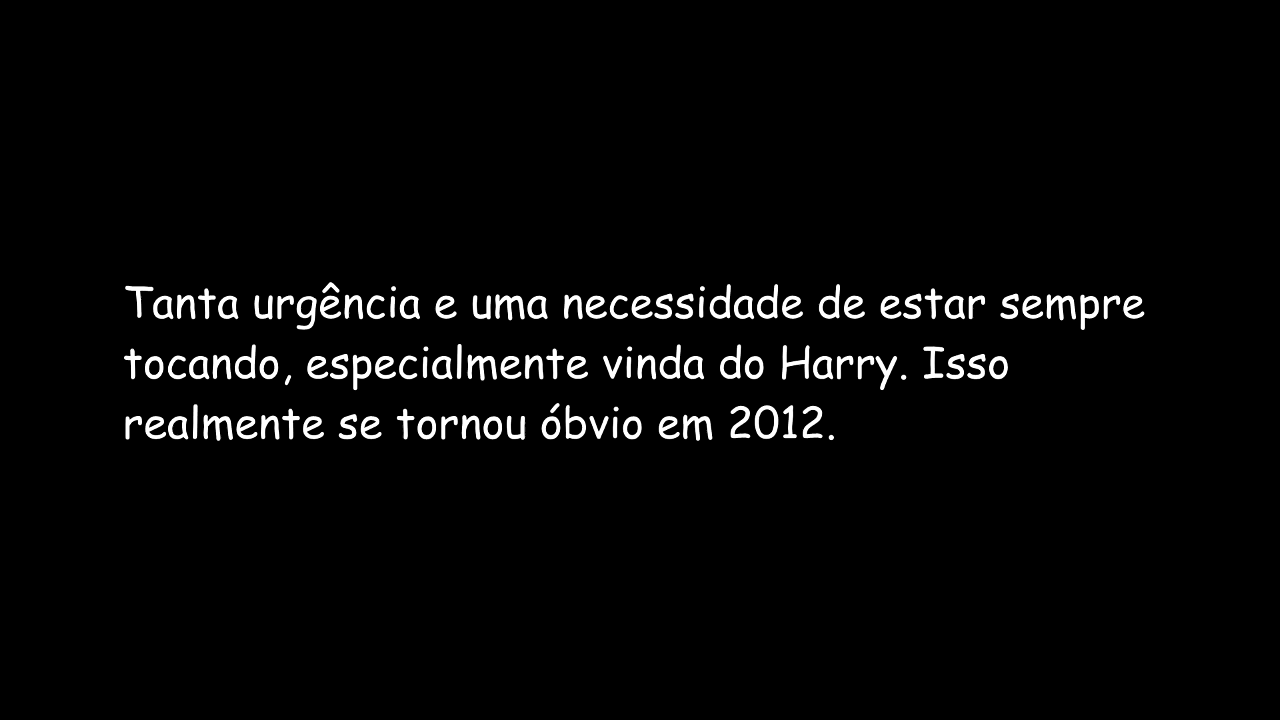 Tanta urgência e uma necessidade de estar sempre
tocando, especialmente vinda do Harry. Isso
realmente se tornou óbvio em 2012.